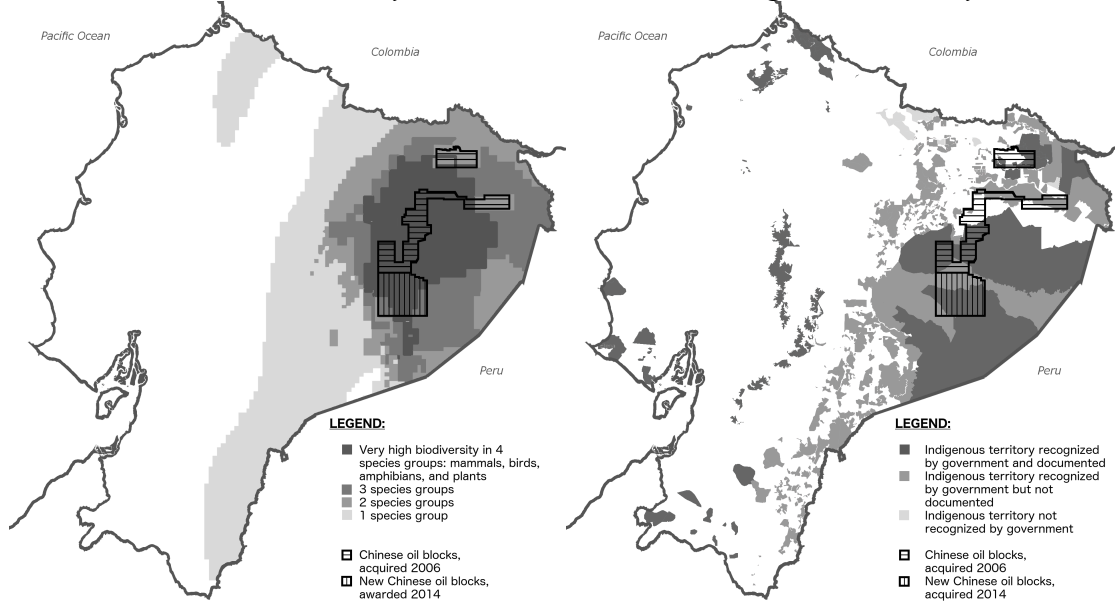 Pacific Ocean
Colombia
Peru
LEGEND:
Very high biodiversity in 4
species groups: mammals, birds,
amphibians, and plants
3 species groups
2 species groups
1 species group
Chinese oil blocks,
acquired 2006
New Chinese oil blocks,
awarded 2014
Pacific Ocean
Colombia
Peru
LEGEND:
Indigenous territory recognized
by government and documented
Indigenous territory recognized
by government but not
documented
Indigenous territory not
recognized by government
Chinese oil blocks,
acquired 2006
New Chinese oil blocks,
acquired 2014